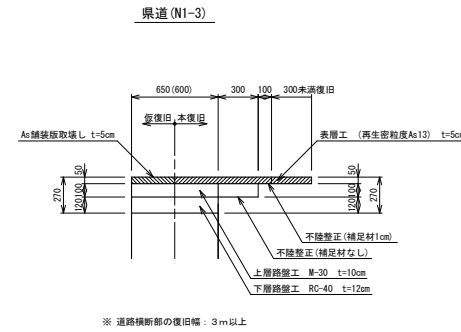 県道(N1-3)
650(600) 300 100 300未満復旧
仮復旧 本復旧
As舗装版取壊し t=5cm
表層工 (再生密粒度As13) t=5cm
270 120 100 50
50 100 120 270
不陸整正(補足材1cm)
不陸整正(補足材なし)
上層路盤工 M-30 t=10cm
下層路盤工 RC-40 t=12cm
※ 道路横断部の復旧幅：3m以上